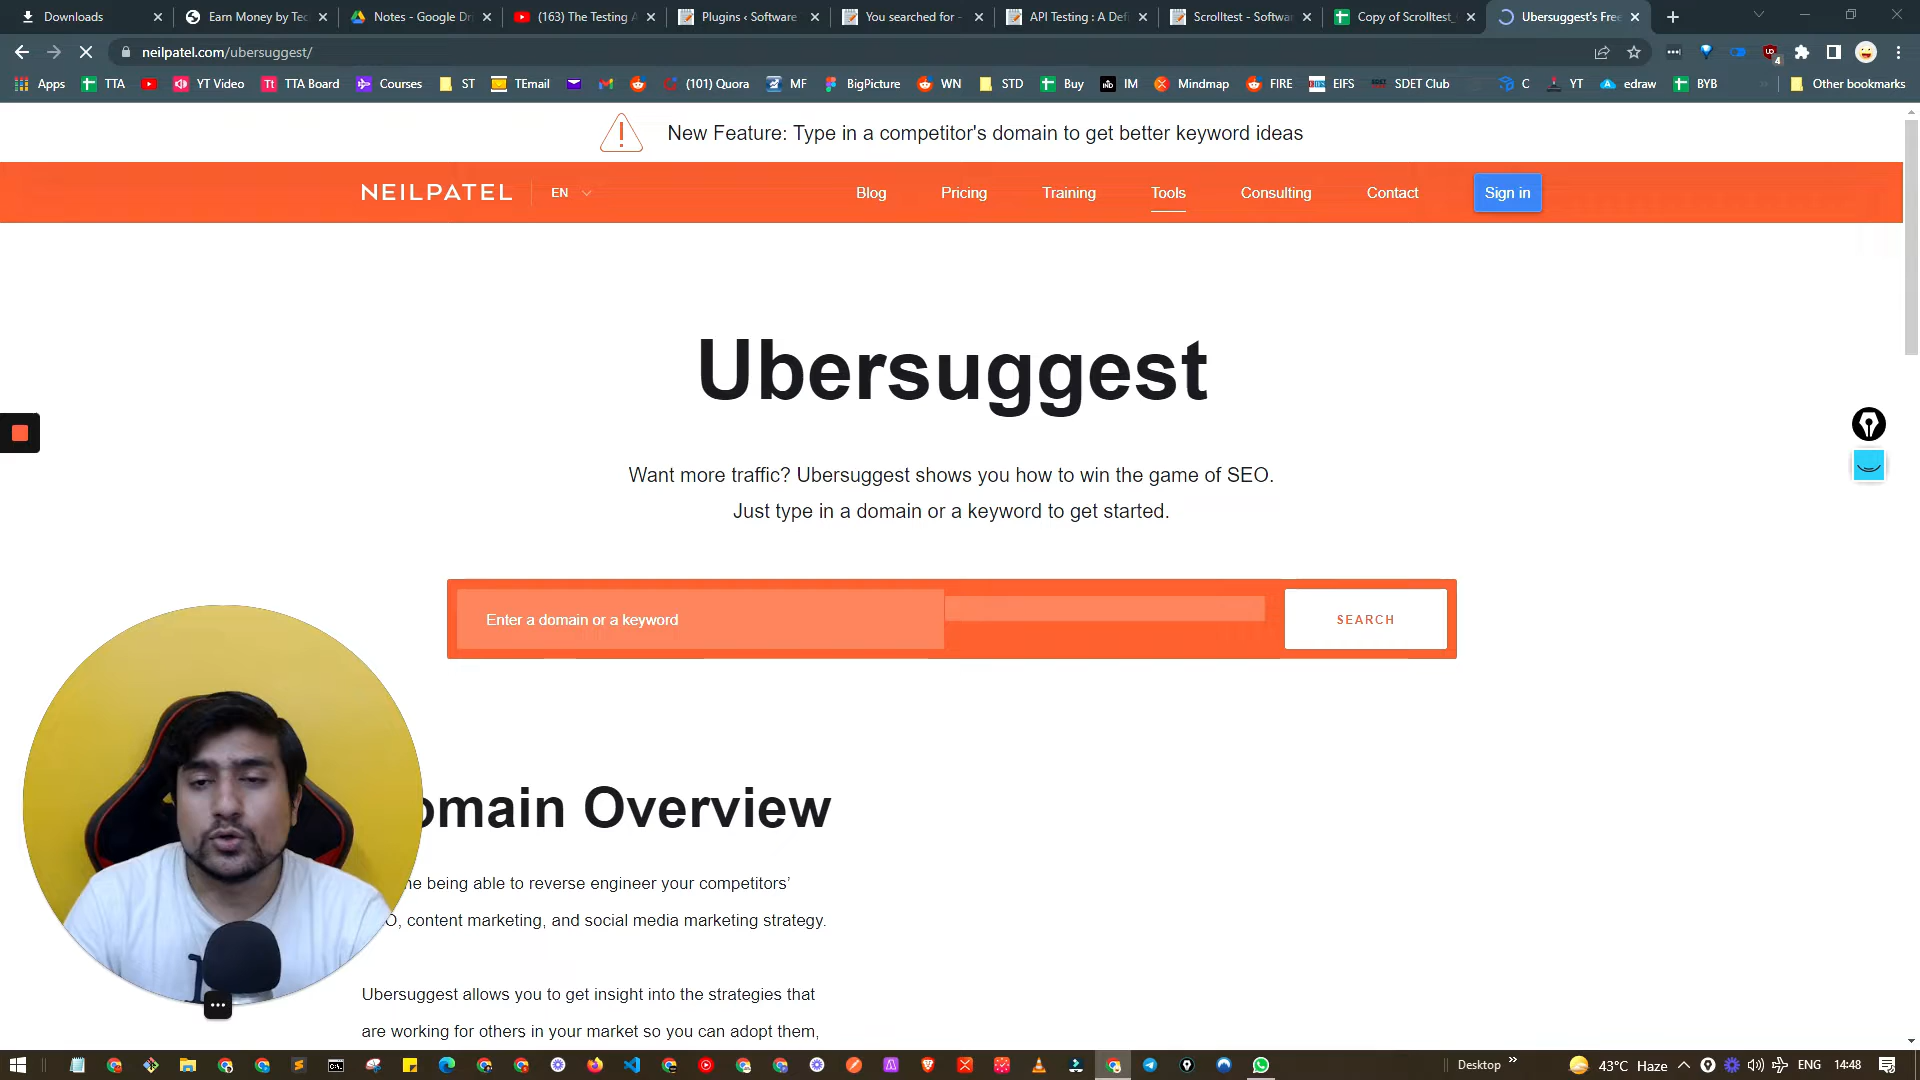 Downloads
Earn Money by Tec
Notes - Google Dri
(163) The Testing A
Plugins ‹ Software
You searched for -
API Testing : A Defi
Scrolltest - Softwar
Copy of Scrolltest_
Ubersuggest's Free
neilpatel.com/ubersuggest/
4
Apps
TTA
YT Video
Tt
TTA Board
Courses
ST
TEmail
(101) Quora
MF
BigPicture
WN
STD
Buy
IM
Mindmap
FIRE
EIFS
SDET Club
C
YT
edraw
BYB
Other bookmarks
New Feature: Type in a competitor's domain to get better keyword ideas
NEILPATEL
EN
Blog
Pricing
Training
Tools
Consulting
Contact
Sign in
Ubersuggest
Want more traffic? Ubersuggest shows you how to win the game of SEO.
Just type in a domain or a keyword to get started.
Enter a domain or a keyword
SEARCH
omain Overview
ne being able to reverse engineer your competitors’
O, content marketing, and social media marketing strategy.
Ubersuggest allows you to get insight into the strategies that
are working for others in your market so you can adopt them,
Desktop
43°C Haze
ENG
14:48